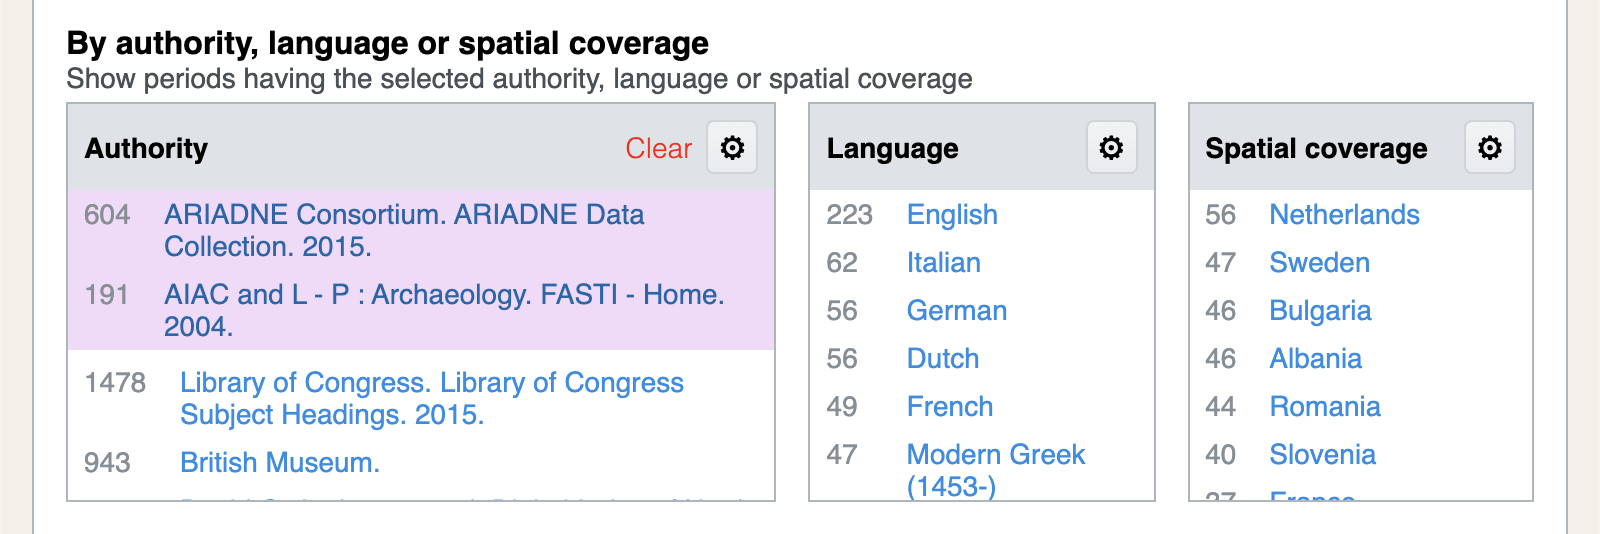 By authority, language or spatial coverage
Show periods having the selected authority, language or spatial coverage
Authority
Clear
604 ARIADNE Consortium. ARIADNE Data
Collection. 2015.
191 AIAC and L - P : Archaeology. FASTI - Home.
2004.
1478 Library of Congress. Library of Congress
Subject Headings. 2015.
943 British Museum.
Language
223 English
62 Italian
56 German
56 Dutch
49 French
47 Modern Greek
(1453-)
Spatial coverage
56 Netherlands
47 Sweden
46 Bulgaria
46 Albania
44 Romania
40 Slovenia
France